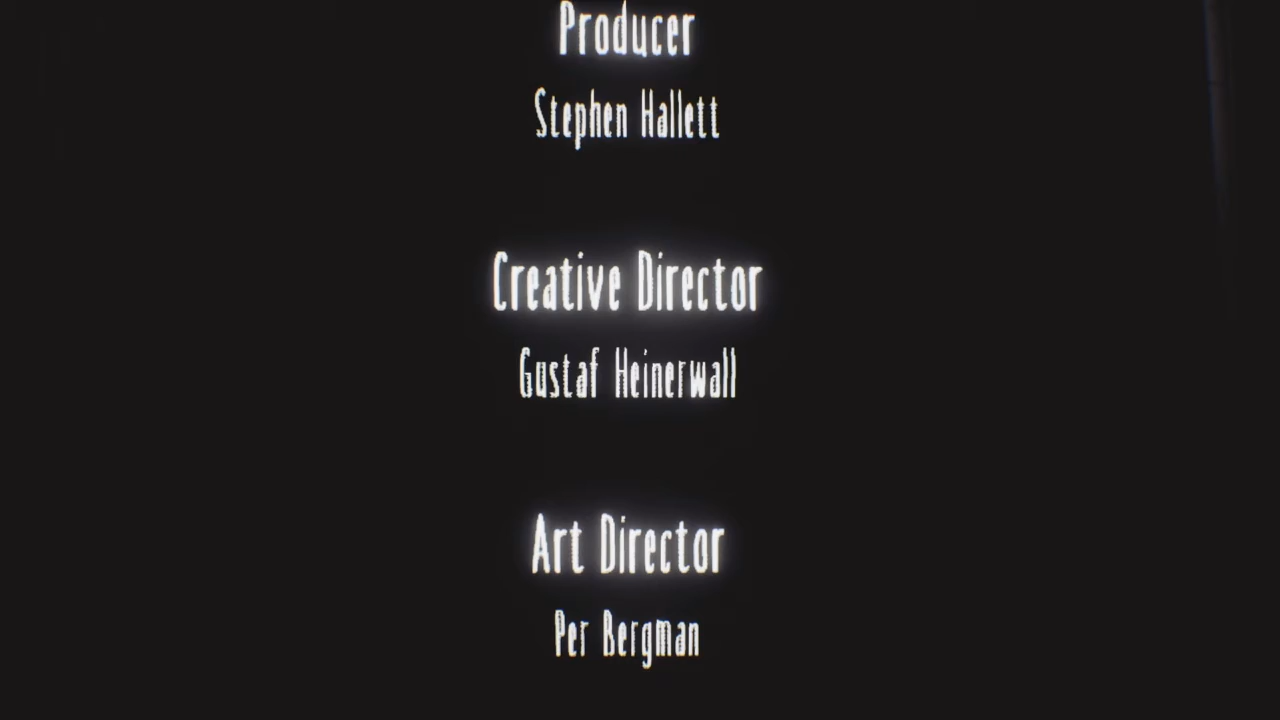 Producer
Stephen Hallett
Creative Director
Gustaf Heinerwall
Art Director
Per Bergman